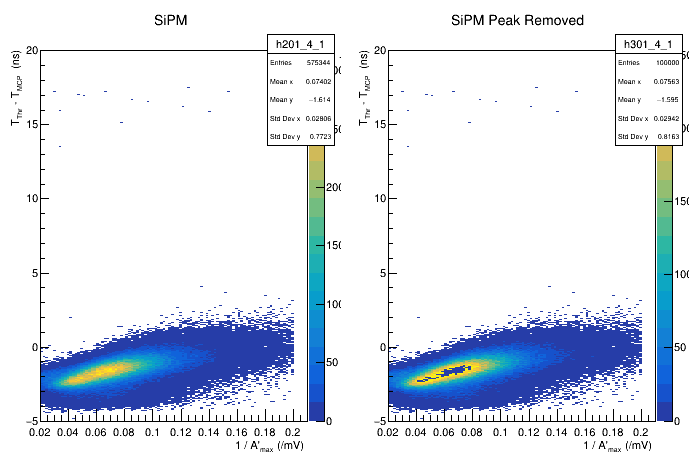 SiPM
h201_4_1
Entries 575344
Mean x 0.07402
Mean y −1.614
Std Dev x 0.02806
Std Dev y 0.7723
T_Thr - T_MCP (ns)
20
15
10
5
0
−5
0.02 0.04 0.06 0.08 0.1 0.12 0.14 0.16 0.18 0.2
1 / A'_max (/mV)
200
150
100
50
0
SiPM Peak Removed
h301_4_1
Entries 100000
Mean x 0.07563
Mean y −1.595
Std Dev x 0.02942
Std Dev y 0.8163
T_Thr - T_MCP (ns)
20
15
10
5
0
−5
0.02 0.04 0.06 0.08 0.1 0.12 0.14 0.16 0.18 0.2
1 / A'_max (/mV)
100
50
0